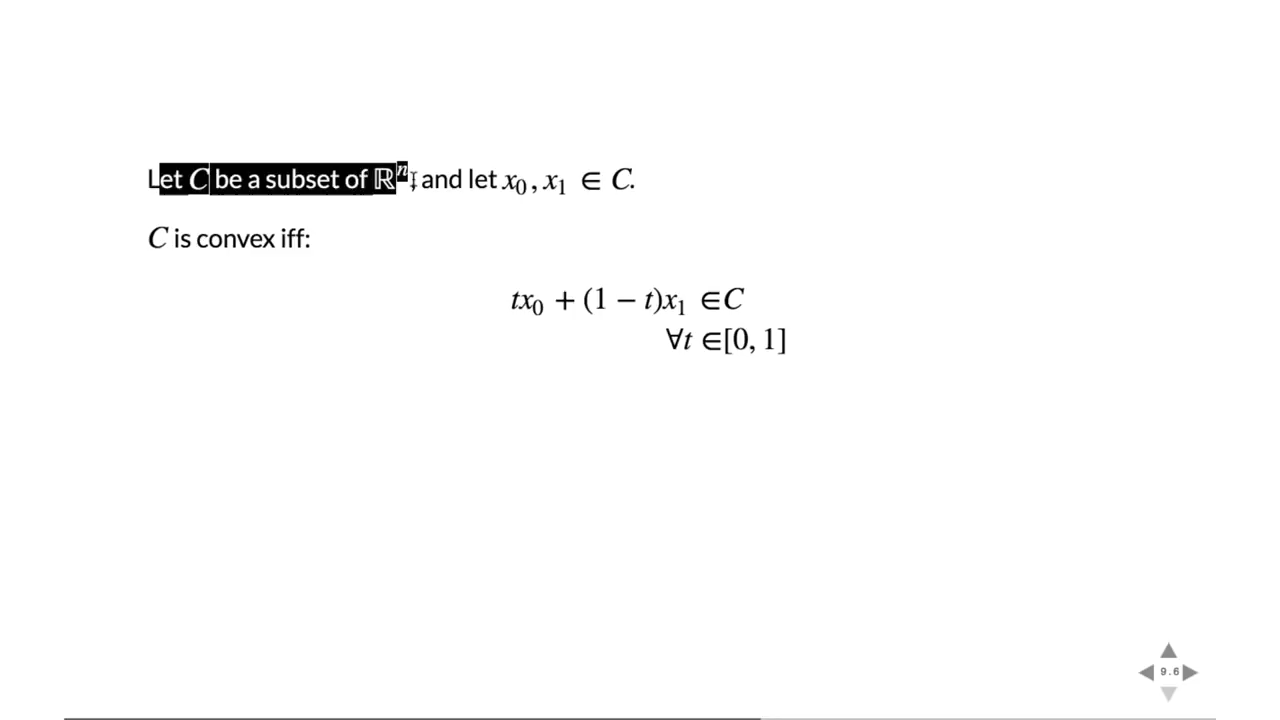 Let C be a subset of ℝⁿ, and let x₀, x₁ ∈ C.
C is convex iff:
tx₀ + (1 − t)x₁ ∈C
∀t ∈[0, 1]
9.6